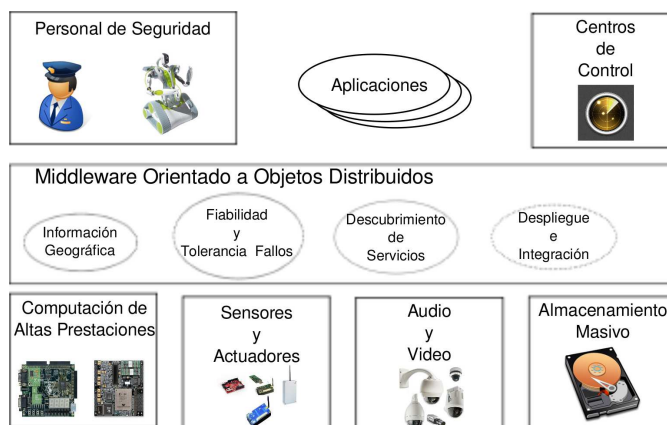 Personal de Seguridad
Aplicaciones
Centros
de
Control
Middleware Orientado a Objetos Distribuidos
Información
Geográfica
Fiabilidad
y
Tolerancia Fallos
Descubrimiento
de
Servicios
Despliegue
e
Integración
Computación de
Altas Prestaciones
Sensores
y
Actuadores
Audio
y
Video
Almacenamiento
Masivo